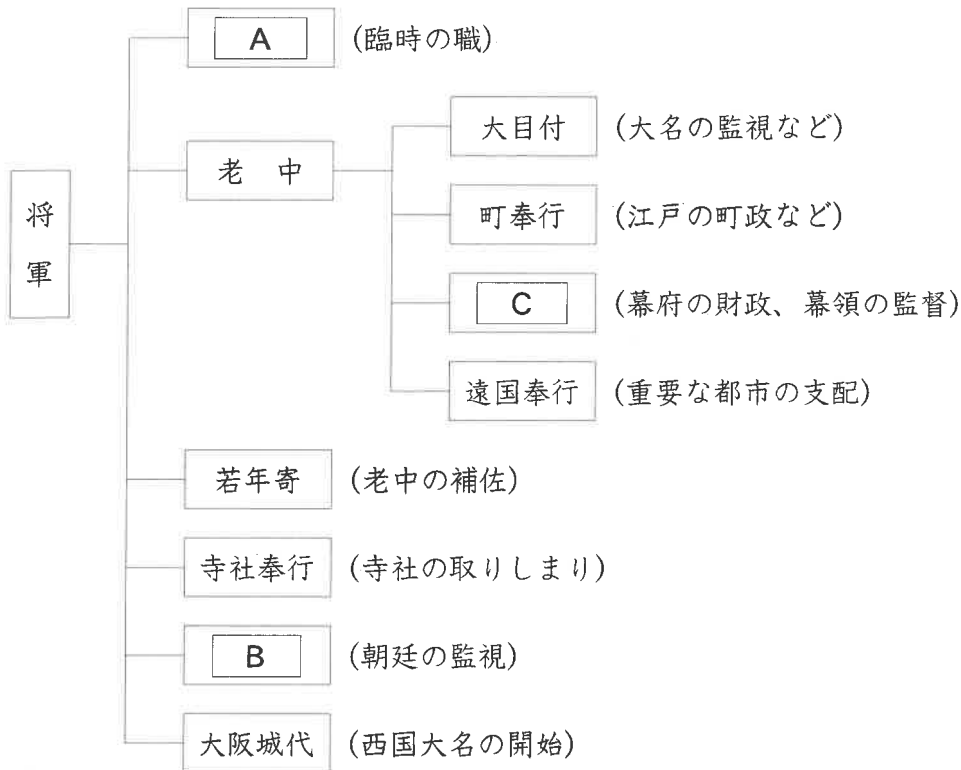 A (臨時の職)
大目付 (大名の監視など)
老中
町奉行 (江戸の町政など)
将軍
C (幕府の財政、幕領の監督)
遠国奉行 (重要な都市の支配)
若年寄 (老中の補佐)
寺社奉行 (寺社の取りしまり)
B (朝廷の監視)
大阪城代 (西国大名の開始)